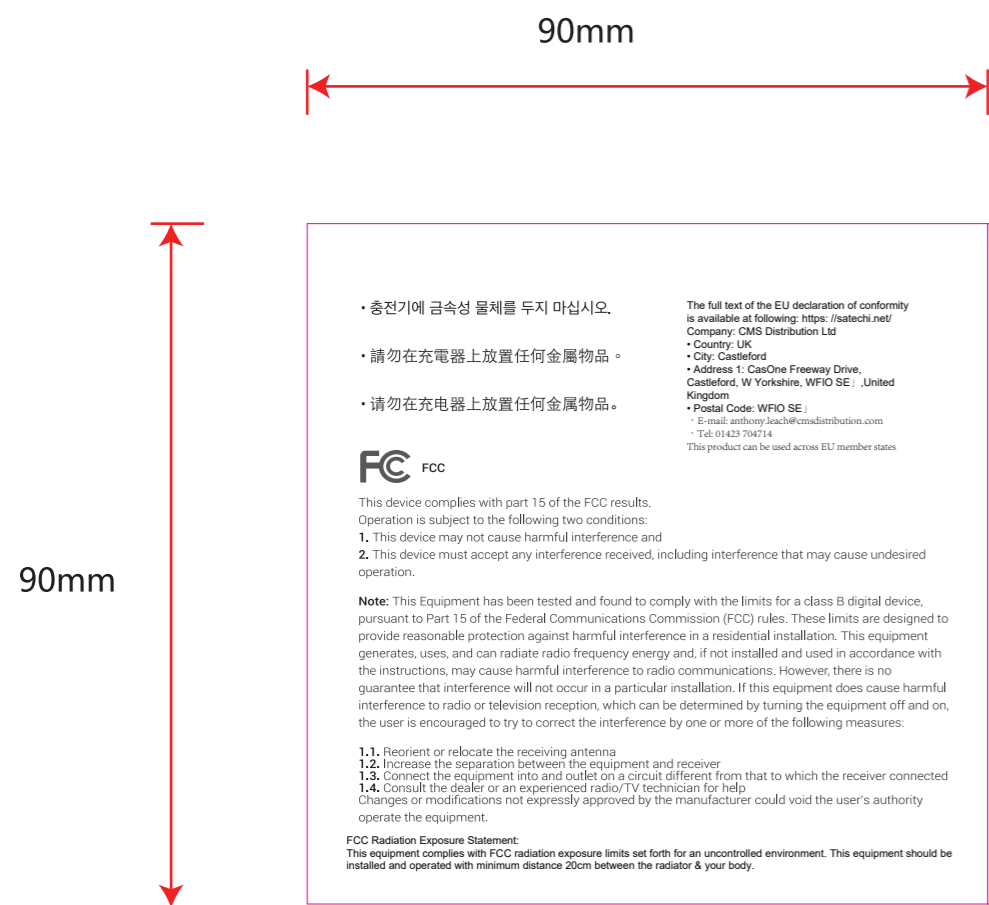 90mm
90mm
・충전기에 금속성 물체를 두지 마십시오.
・請勿在充電器上放置任何金屬物品。
・请勿在充电器上放置任何金属物品。
The full text of the EU declaration of conformity
is available at following: https: //satechi.net/
Company: CMS Distribution Ltd
• Country: UK
• City: Castleford
• Address 1: CasOne Freeway Drive,
Castleford, W Yorkshire, WFIO SE」,United
Kingdom
• Postal Code: WFIO SE」
· E-mail: anthony.leach@cmsdistribution.com
· Tel: 01423 704714
This product can be used across EU member states
FC FCC
This device complies with part 15 of the FCC results.
Operation is subject to the following two conditions:
1. This device may not cause harmful interference and
2. This device must accept any interference received, including interference that may cause undesired
operation.
Note: This Equipment has been tested and found to comply with the limits for a class B digital device,
pursuant to Part 15 of the Federal Communications Commission (FCC) rules. These limits are designed to
provide reasonable protection against harmful interference in a residential installation. This equipment
generates, uses, and can radiate radio frequency energy and, if not installed and used in accordance with
the instructions, may cause harmful interference to radio communications. However, there is no
guarantee that interference will not occur in a particular installation. If this equipment does cause harmful
interference to radio or television reception, which can be determined by turning the equipment off and on,
the user is encouraged to try to correct the interference by one or more of the following measures:
1.1. Reorient or relocate the receiving antenna
1.2. Increase the separation between the equipment and receiver
1.3. Connect the equipment into and outlet on a circuit different from that to which the receiver connected
1.4. Consult the dealer or an experienced radio/TV technician for help
Changes or modifications not expressly approved by the manufacturer could void the user's authority
operate the equipment.
FCC Radiation Exposure Statement:
This equipment complies with FCC radiation exposure limits set forth for an uncontrolled environment. This equipment should be
installed and operated with minimum distance 20cm between the radiator & your body.